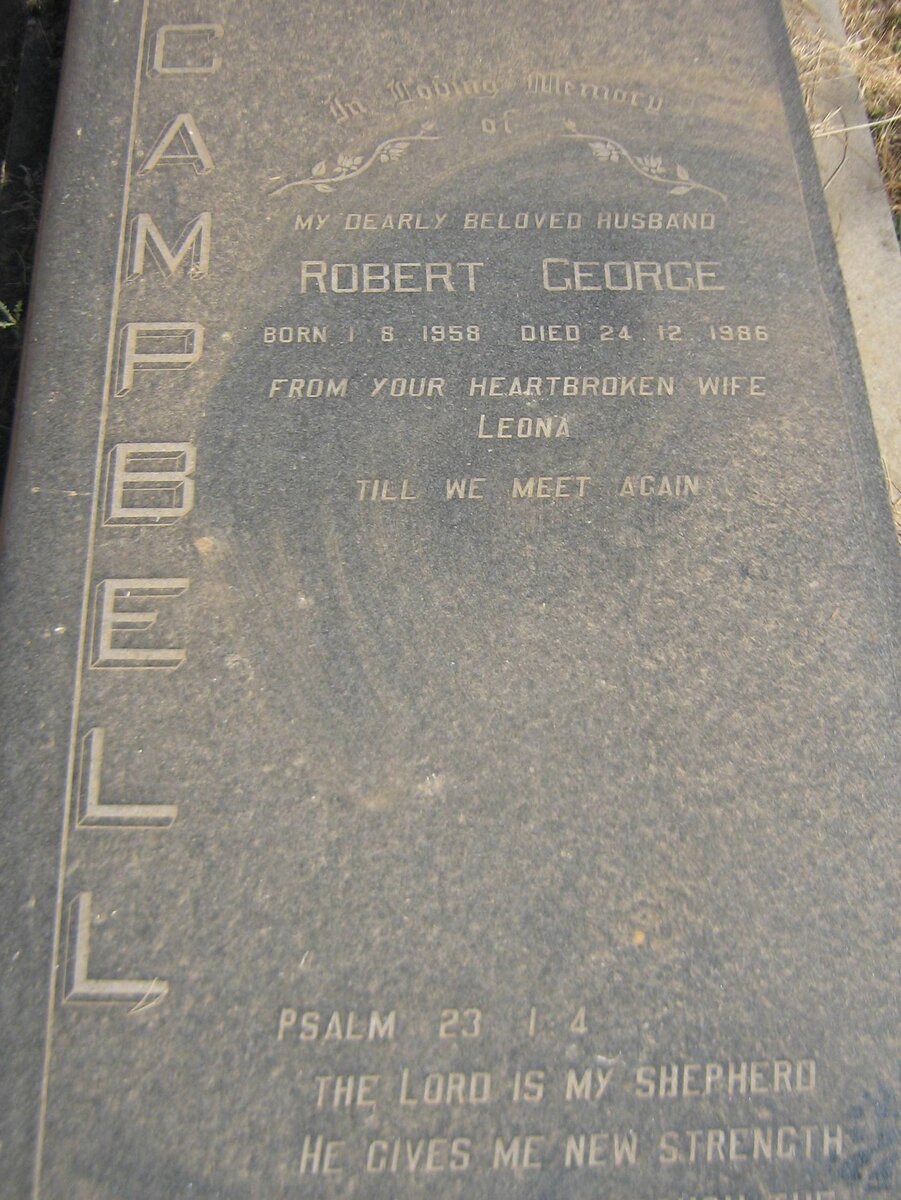 CAMPBELL
In Loving Memory
of
MY DEARLY BELOVED HUSBAND
ROBERT GEORGE
BORN 1.8.1958 DIED 24.12.1986
FROM YOUR HEARTBROKEN WIFE
LEONA
TILL WE MEET AGAIN
PSALM 23 1-4
THE LORD IS MY SHEPHERD
HE GIVES ME NEW STRENGTH